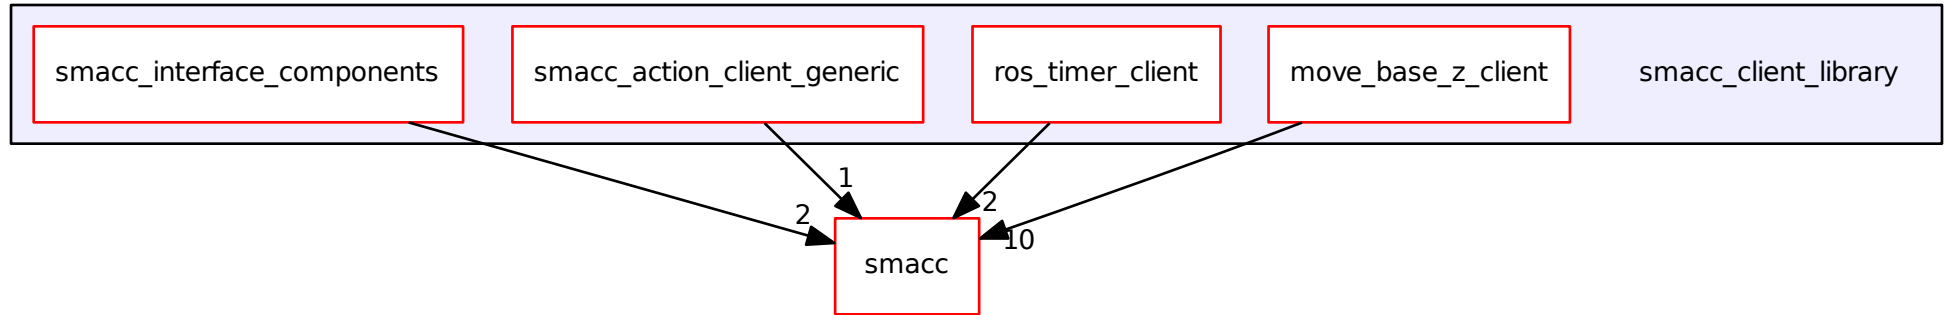 smacc_interface_components
smacc_action_client_generic
ros_timer_client
move_base_z_client
smacc_client_library
1
2
2
10
smacc